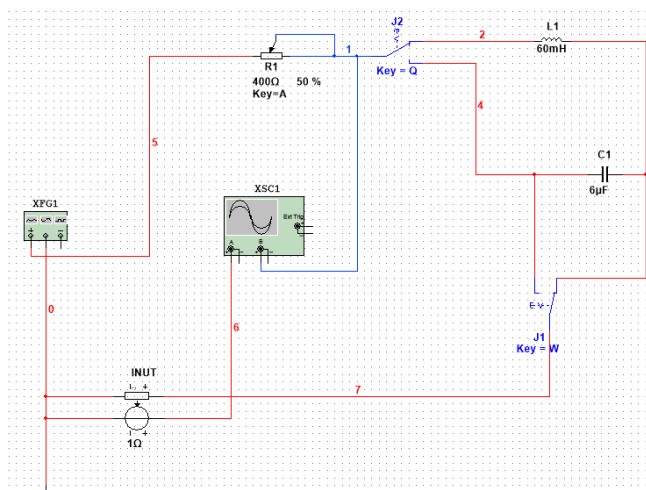 J2
L1
1
2
60mH
R1
Key = Q
400Ω 50 %
Key=A
4
5
C1
6µF
XFG1
XSC1
Ext Trig
A
B
0
6
J1
Key = W
INUT
7
1Ω